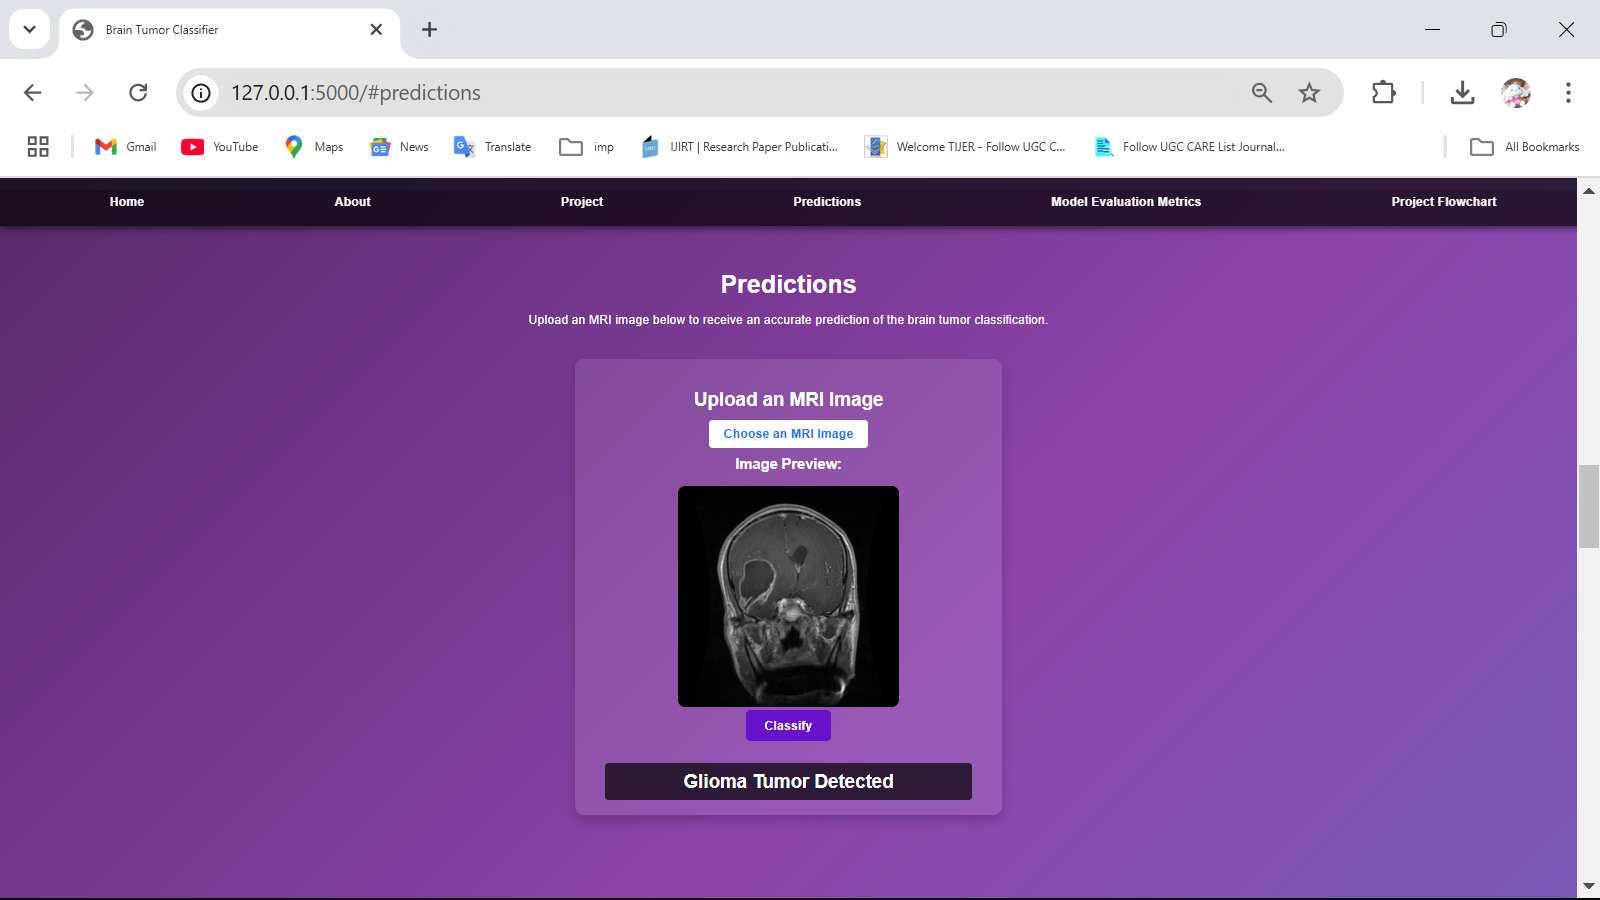 Brain Tumor Classifier
127.0.0.1:5000/#predictions
Gmail YouTube Maps News Translate imp IJIRT | Research Paper Publicati... Welcome TIJER - Follow UGC C... Follow UGC CARE List Journal... All Bookmarks
Home About Project Predictions Model Evaluation Metrics Project Flowchart
Predictions
Upload an MRI image below to receive an accurate prediction of the brain tumor classification.
Upload an MRI Image
Choose an MRI Image
Image Preview:
Classify
Glioma Tumor Detected